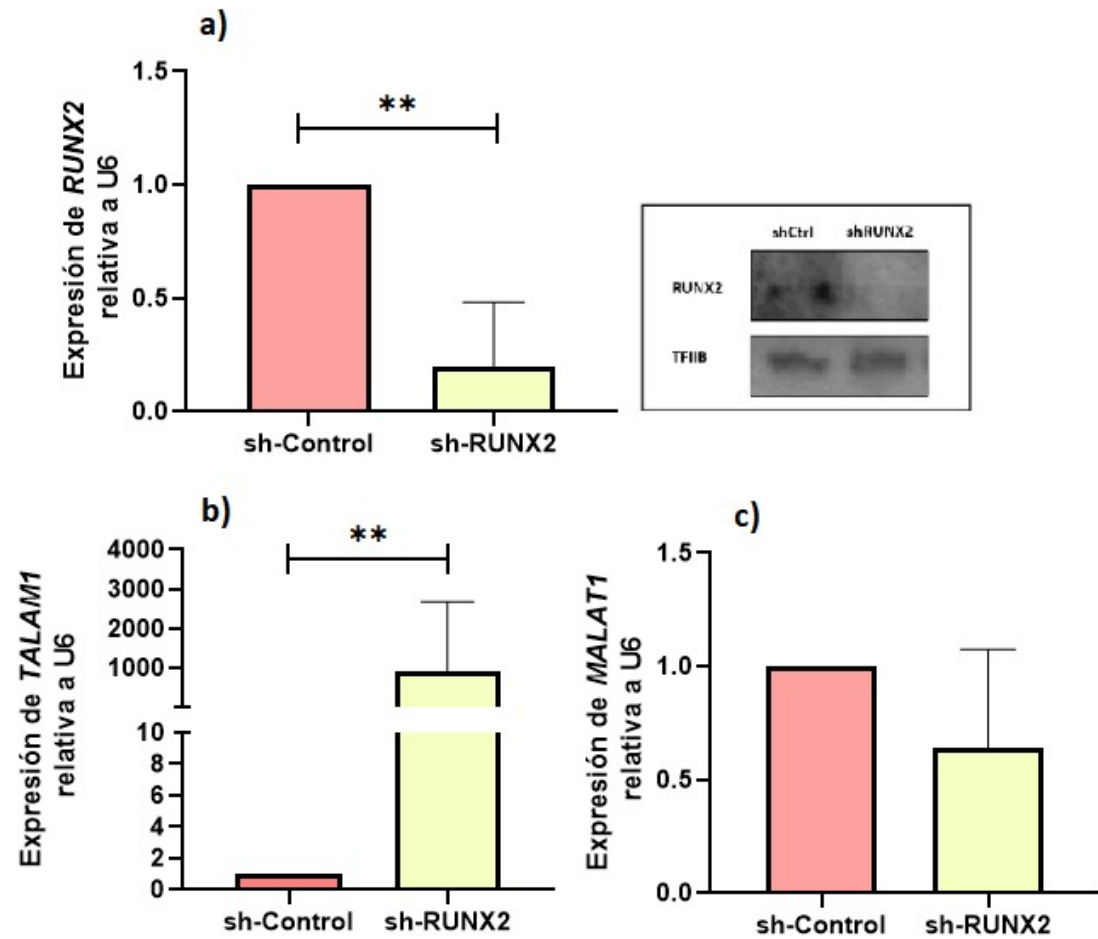 a)
Expresión de RUNX2
relativa a U6
1.5
1.0
0.5
0.0
**
sh-Control
sh-RUNX2
shCtrl
shRUNX2
RUNX2
TFIIB
b)
Expresión de TALAM1
relativa a U6
4000
3000
2000
1000
10
8
6
4
2
0
**
sh-Control
sh-RUNX2
c)
Expresión de MALAT1
relativa a U6
1.5
1.0
0.5
0.0
sh-Control
sh-RUNX2